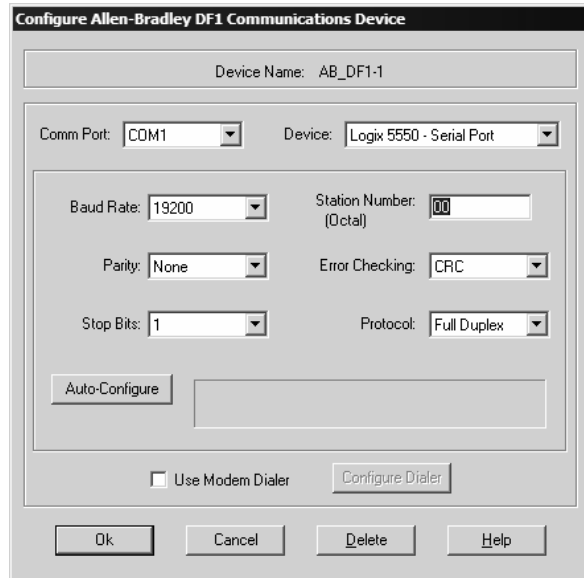 Configure Allen-Bradley DF1 Communications Device
Device Name: AB_DF1-1
Comm Port: COM1 Device: Logix 5550 - Serial Port
Baud Rate: 19200 Station Number: 00
(Octal)
Parity: None Error Checking: CRC
Stop Bits: 1 Protocol: Full Duplex
Auto-Configure
Use Modem Dialer Configure Dialer
Ok Cancel Delete Help